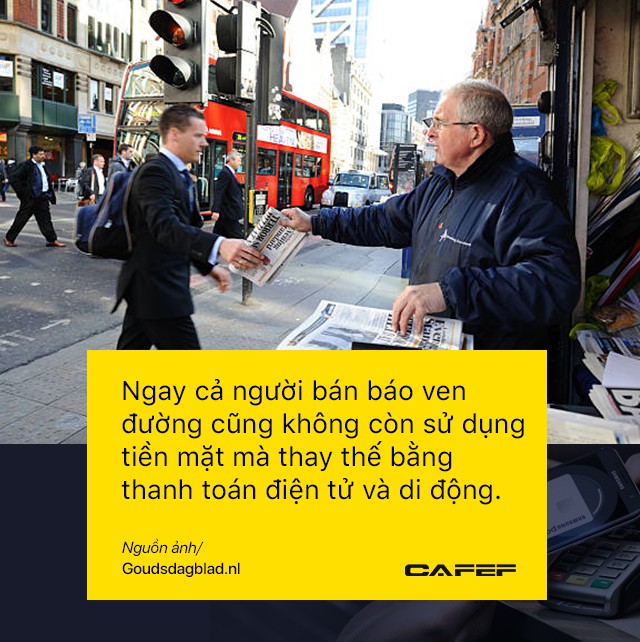 Ngay cả người bán báo ven
đường cũng không còn sử dụng
tiền mặt mà thay thế bằng
thanh toán điện tử và di động.
Nguồn ảnh/
Goudsdagblad.nl
CAFEF